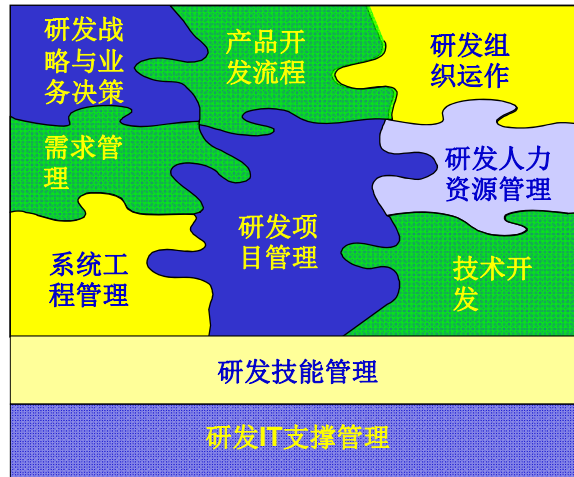 研发战
略与业
务决策
产品开
发流程
研发组
织运作
需求管
理
研发项
目管理
研发人力
资源管理
系统工
程管理
技术开
发
研发技能管理
研发IT支撑管理